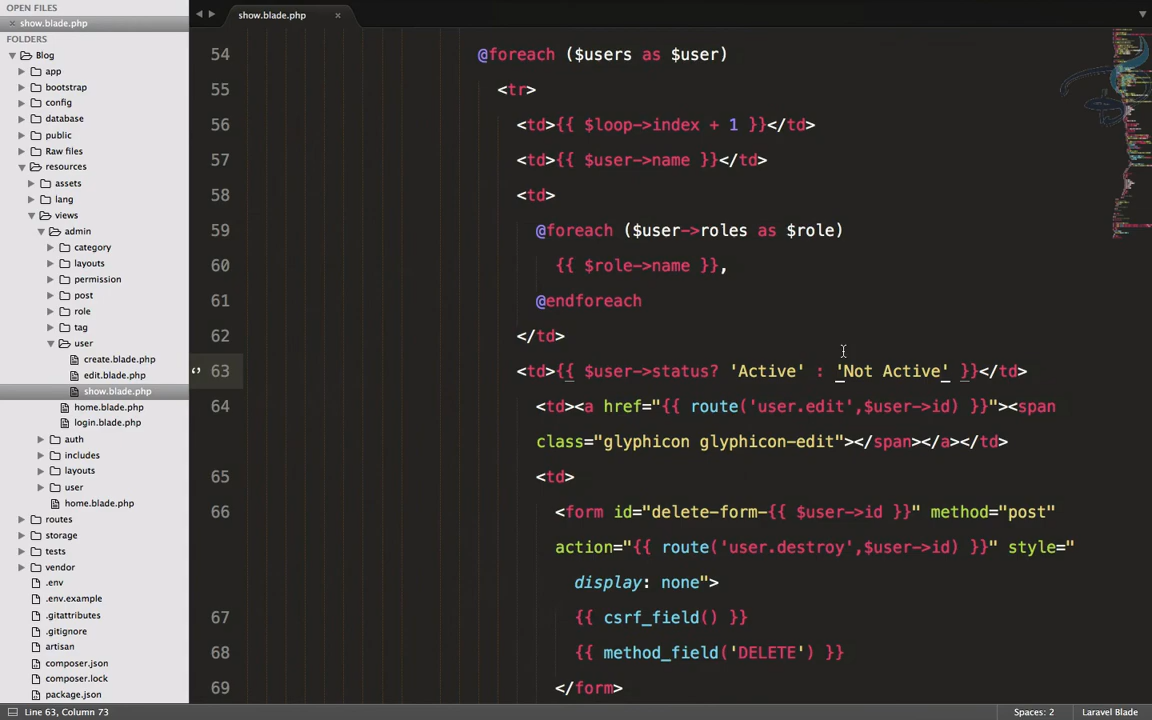 OPEN FILES
× show.blade.php
FOLDERS
Blog
app
bootstrap
config
database
public
Raw files
resources
assets
lang
views
admin
category
layouts
permission
post
role
tag
user
create.blade.php
edit.blade.php
show.blade.php
home.blade.php
login.blade.php
auth
includes
layouts
user
home.blade.php
routes
storage
tests
vendor
.env
.env.example
.gitattributes
.gitignore
artisan
composer.json
composer.lock
package.json
show.blade.php ×
54 @foreach ($users as $user)
55 <tr>
56 <td>{{ $loop->index + 1 }}</td>
57 <td>{{ $user->name }}</td>
58 <td>
59 @foreach ($user->roles as $role)
60 {{ $role->name }},
61 @endforeach
62 </td>
63 <td>{{ $user->status? 'Active' : 'Not Active' }}</td>
64 <td><a href="{{ route('user.edit',$user->id) }}"><span
class="glyphicon glyphicon-edit"></span></a></td>
65 <td>
66 <form id="delete-form-{{ $user->id }}" method="post"
action="{{ route('user.destroy',$user->id) }}" style="
display: none">
67 {{ csrf_field() }}
68 {{ method_field('DELETE') }}
69 </form>
Line 63, Column 73
Spaces: 2
Laravel Blade